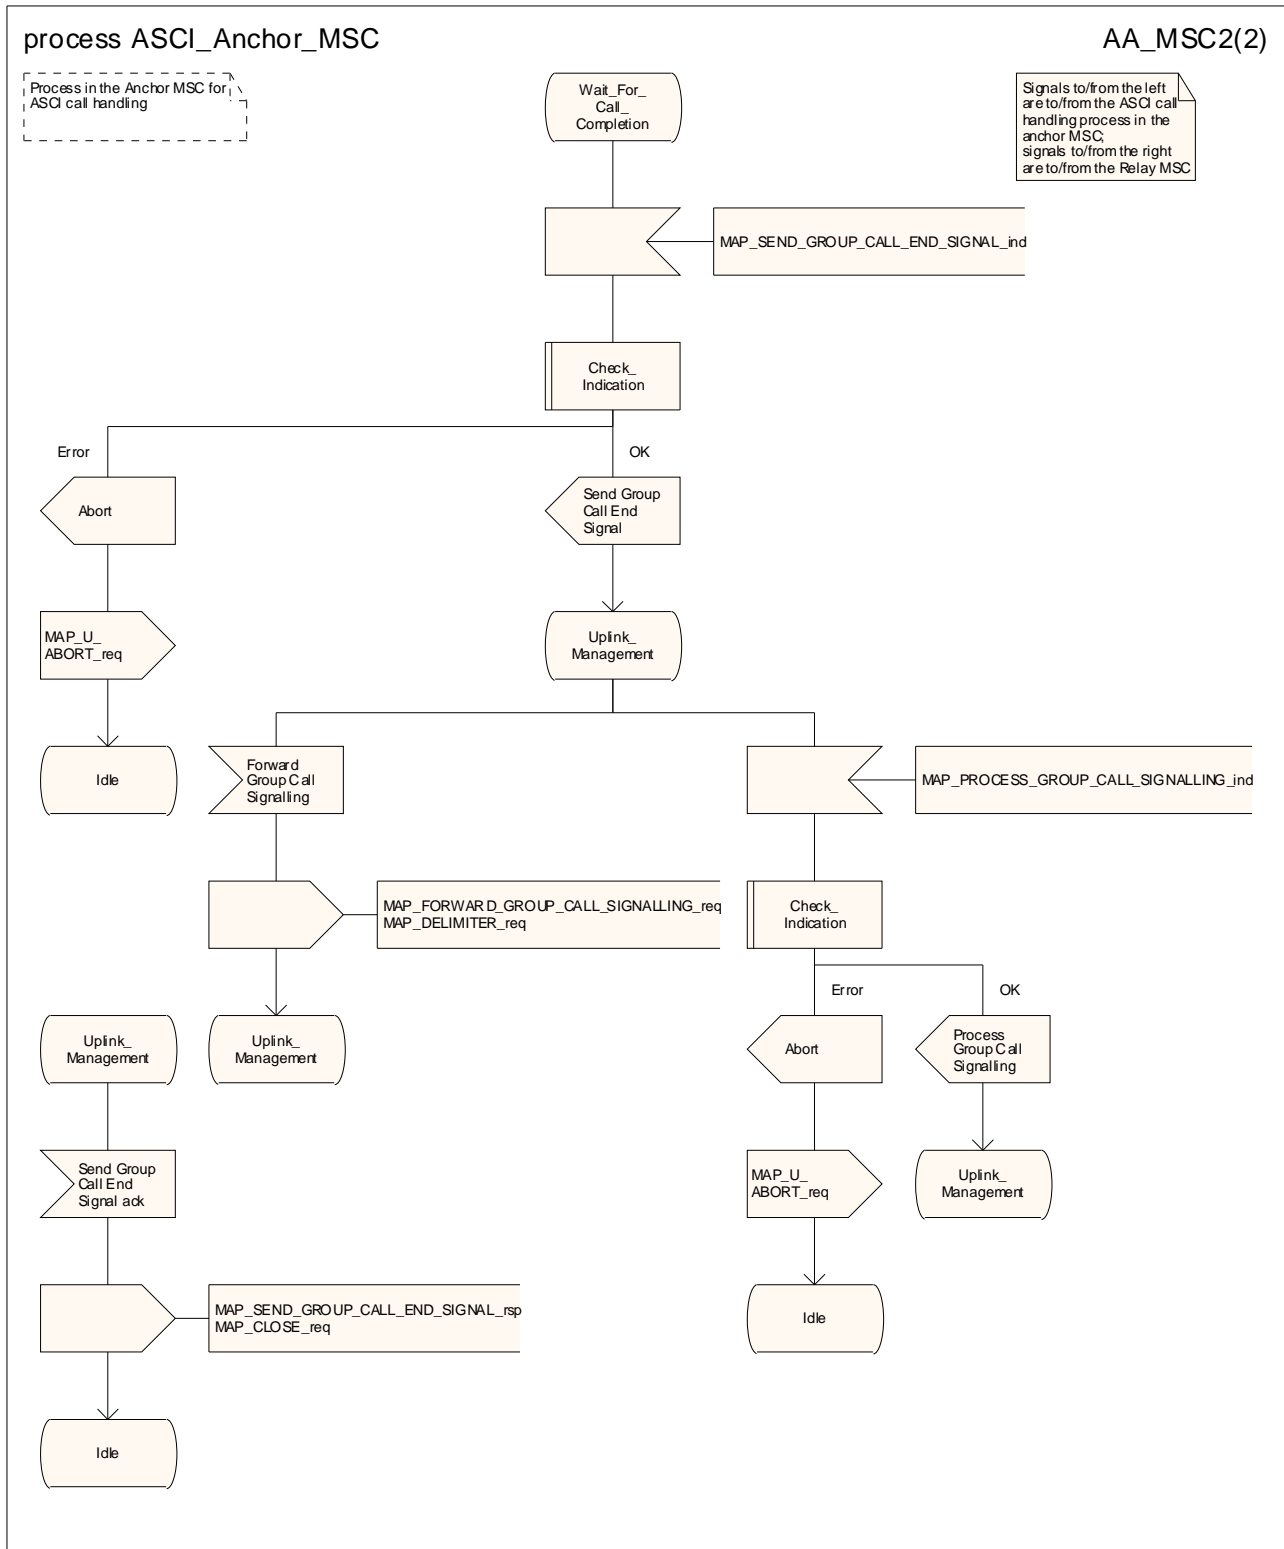 process ASCI_Anchor_MSC
AA_MSC2(2)
Process in the Anchor MSC for
ASCI call handling
Wait_For_
Call_
Completion
Signals to/from the left
are to/from the ASCI call
handling process in the
anchor MSC;
signals to/from the right
are to/from the Relay MSC
MAP_SEND_GROUP_CALL_END_SIGNAL_ind
Check_
Indication
Error
OK
Abort
Send Group
Call End
Signal
MAP_U_
ABORT_req
Uplink_
Management
Idle
Forward
Group Call
Signalling
MAP_PROCESS_GROUP_CALL_SIGNALLING_ind
MAP_FORWARD_GROUP_CALL_SIGNALLING_req
MAP_DELIMITER_req
Check_
Indication
Error
OK
Uplink_
Management
Uplink_
Management
Abort
Process
Group Call
Signalling
Send Group
Call End
Signal ack
MAP_U_
ABORT_req
Uplink_
Management
MAP_SEND_GROUP_CALL_END_SIGNAL_rsp
MAP_CLOSE_req
Idle
Idle